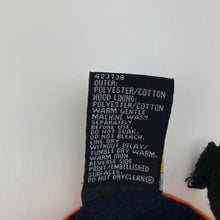 423738
OUTER:
POLYESTER/COTTON
HOOD LINING:
POLYESTER/COTTON
WARM GENTLE
MACHINE WASH
SEPARATELY
BEFORE USE.
DO NOT SOAK.
DO NOT BLEACH.
LINE DRY
WITHOUT DELAY/
TUMBLE DRY WARM.
WARM IRON
REVERSE SIDE
PRINT/EMBELLISHED
SURFACES.
DO NOT DRYCLEAN